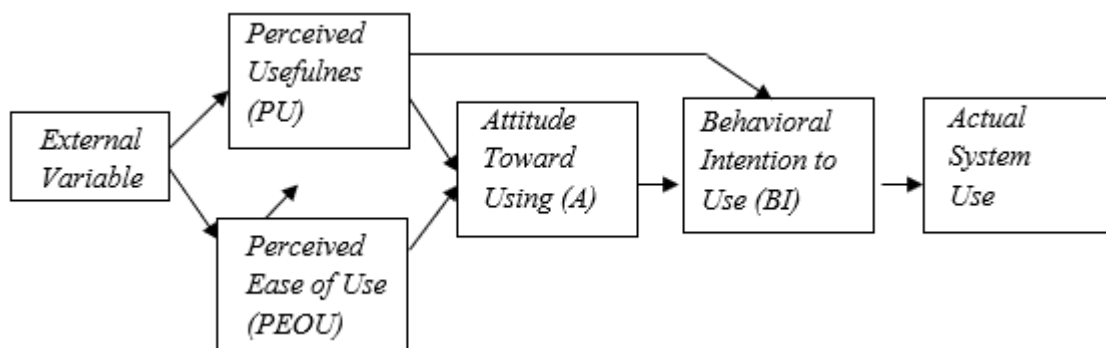 External
Variable
Perceived
Usefulnes
(PU)
Perceived
Ease of Use
(PEOU)
Attitude
Toward
Using (A)
Behavioral
Intention to
Use (BI)
Actual
System
Use